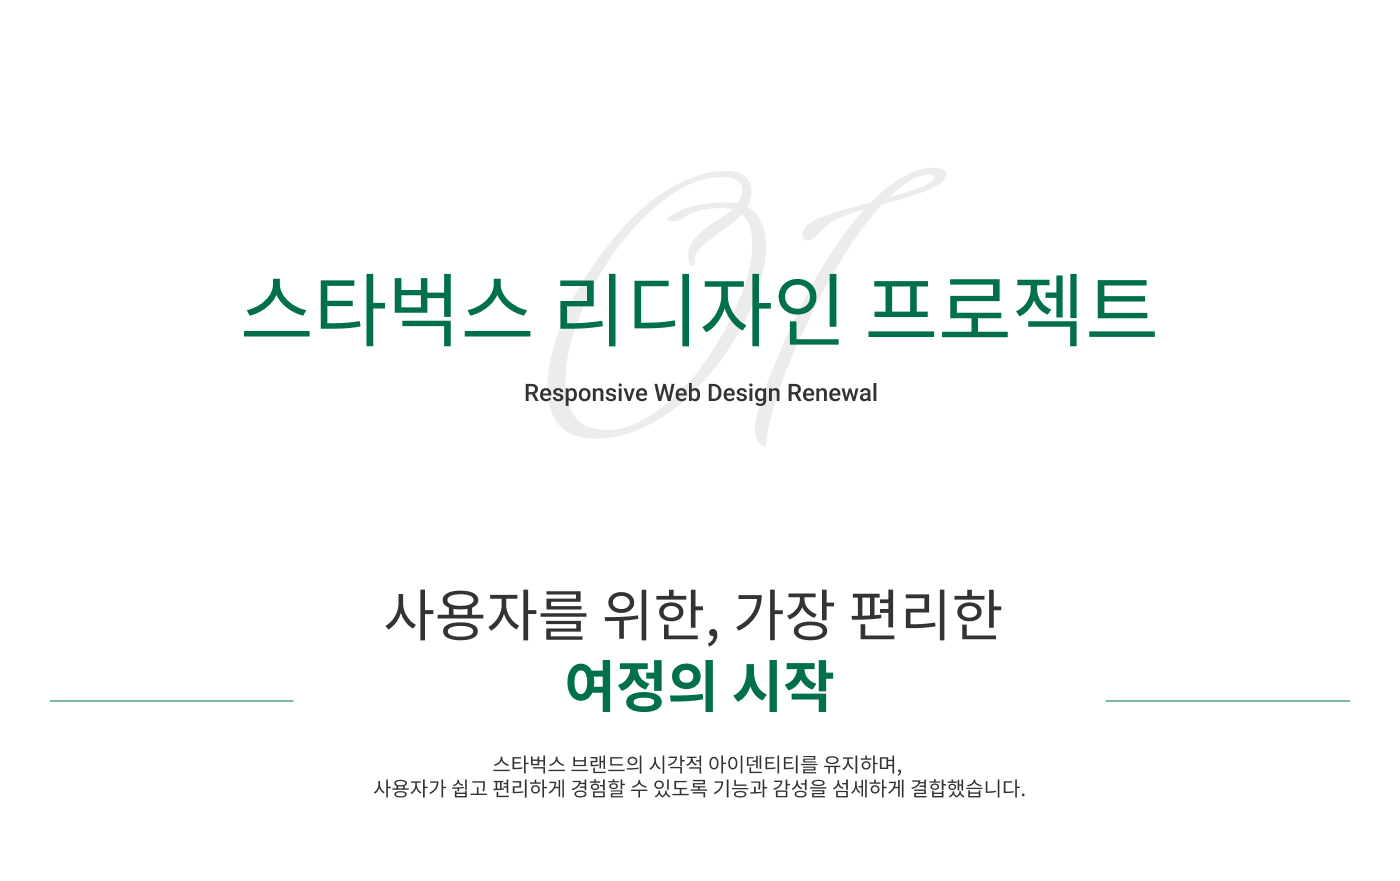 01
스타벅스 리디자인 프로젝트
Responsive Web Design Renewal
사용자를 위한, 가장 편리한
여정의 시작
스타벅스 브랜드의 시각적 아이덴티티를 유지하며,
사용자가 쉽고 편리하게 경험할 수 있도록 기능과 감성을 섬세하게 결합했습니다.